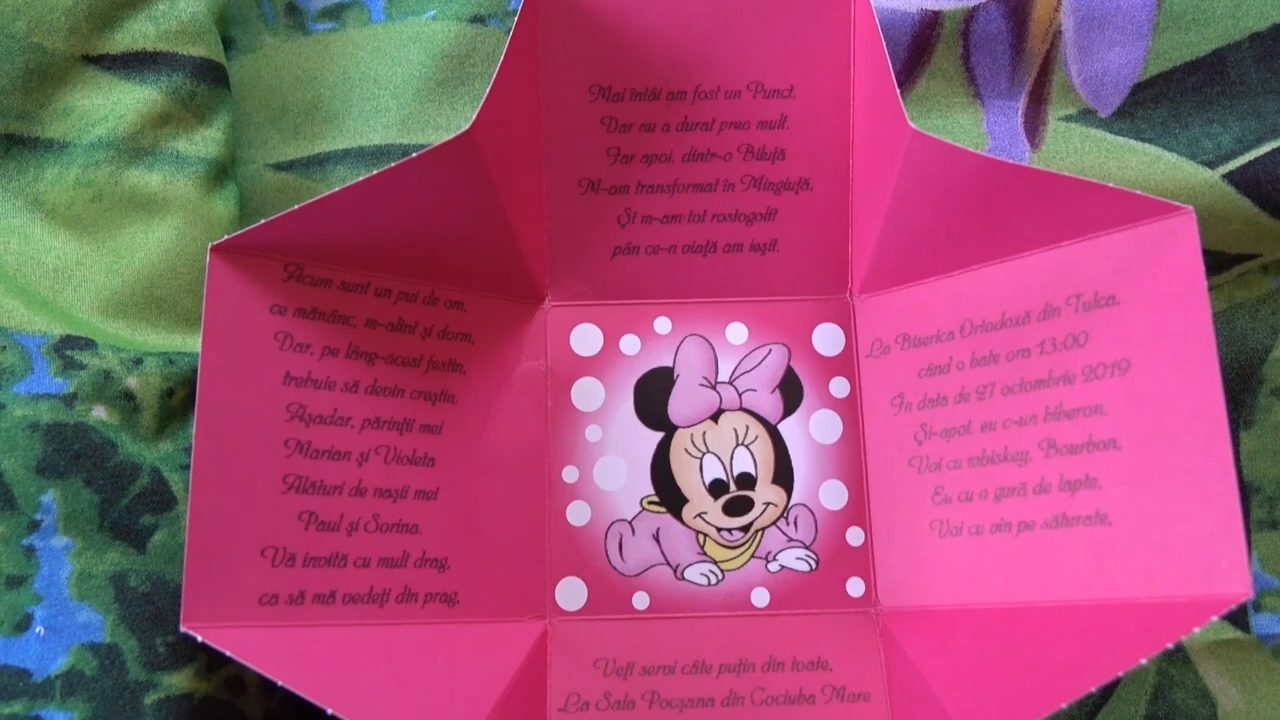 Mai întâi am fost un Punct,
Dar nu a durat prea mult.
Iar apoi, dintr-o Biluță
M-am transformat în Mingiuță,
Și m-am tot rostogolit
pân ce-n viață am ieșit.
Acum sunt un pui de om,
ce mănânc, m-alint și dorm,
Dar, pe lâng-acest festin,
trebuie să devin creștin.
Așadar, părinții mei
Marian și Violeta
Alături de nașii mei
Paul și Sorina.
Vă invită cu mult drag,
ca să mă vedeți din prag,
La Biserica Ortodoxă din Tulca,
când o bate ora 13:00
În data de 27 octombrie 2019
Și-apoi, eu c-un biberon,
Voi cu whiskey, Bourbon,
Eu cu o gură de lapte,
Voi cu vin pe săturate,
Veți servi câte puțin din toate,
La Sala Pocșana din Cociuba Mare